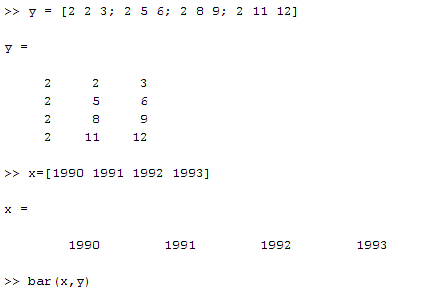 >> y = [2 2 3; 2 5 6; 2 8 9; 2 11 12]
y =
2 2 3
2 5 6
2 8 9
2 11 12
>> x=[1990 1991 1992 1993]
x =
1990 1991 1992 1993
>> bar(x,y)